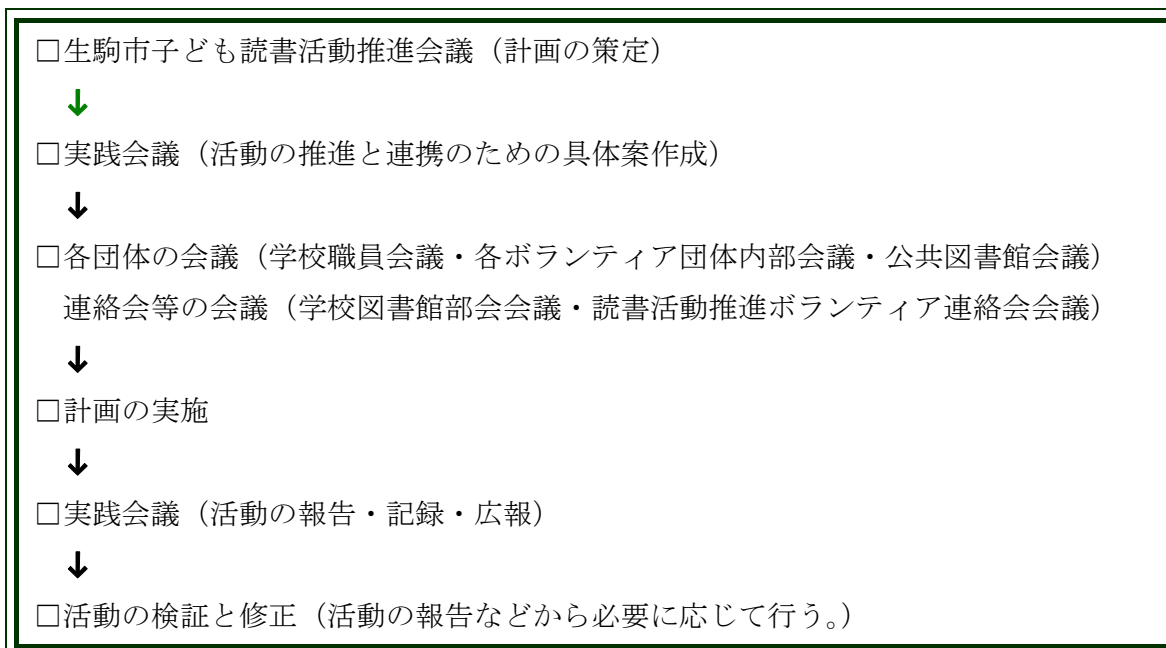 □生駒市子ども読書活動推進会議（計画の策定）
↓
□実践会議（活動の推進と連携のための具体案作成）
↓
□各団体の会議（学校職員会議・各ボランティア団体内部会議・公共図書館会議）
連絡会等の会議（学校図書館部会会議・読書活動推進ボランティア連絡会会議）
↓
□計画の実施
↓
□実践会議（活動の報告・記録・広報）
↓
□活動の検証と修正（活動の報告などから必要に応じて行う。）